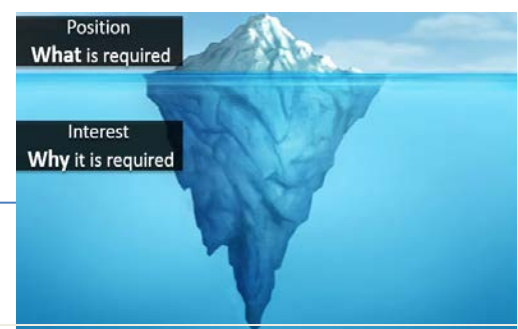 Position
What is required
Interest
Why it is required